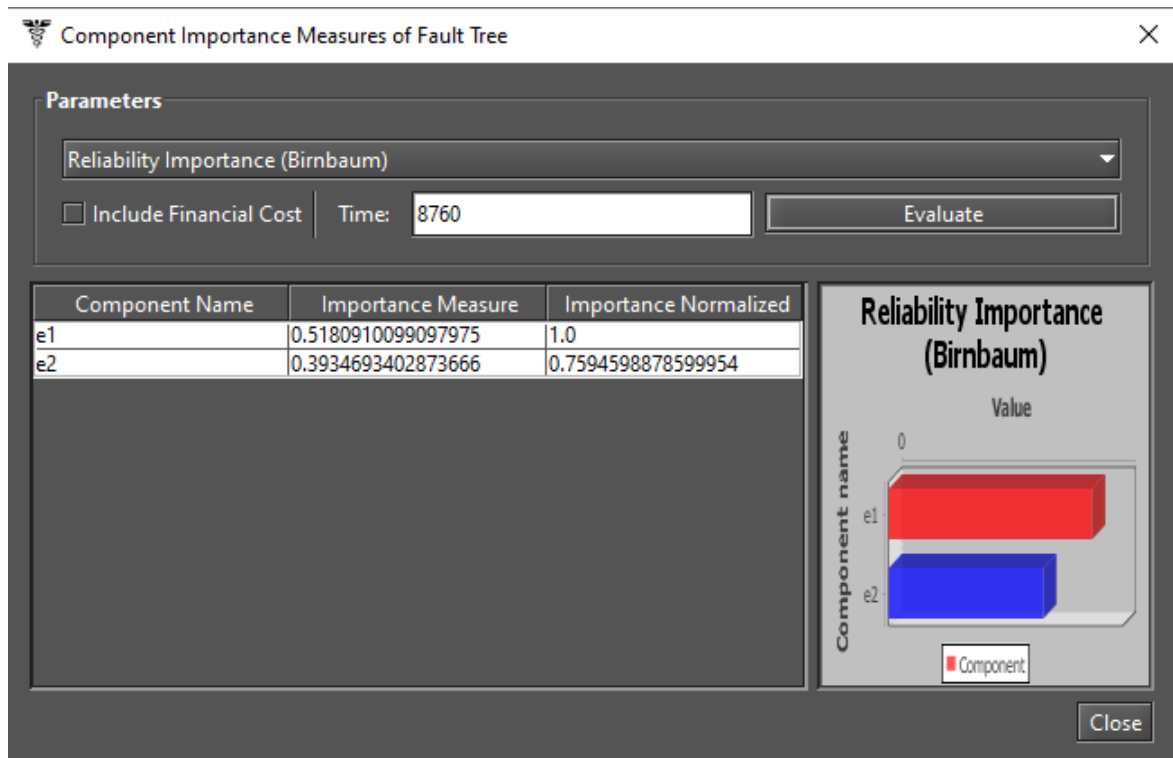 Component Importance Measures of Fault Tree
Parameters
Reliability Importance (Birnbaum)
Include Financial Cost Time: 8760 Evaluate
Component Name Importance Measure Importance Normalized
e1 0.5180910099097975 1.0
e2 0.3934693402873666 0.7594598878599954
Reliability Importance
(Birnbaum)
Value
0
Component name
e1
e2
Component
Close